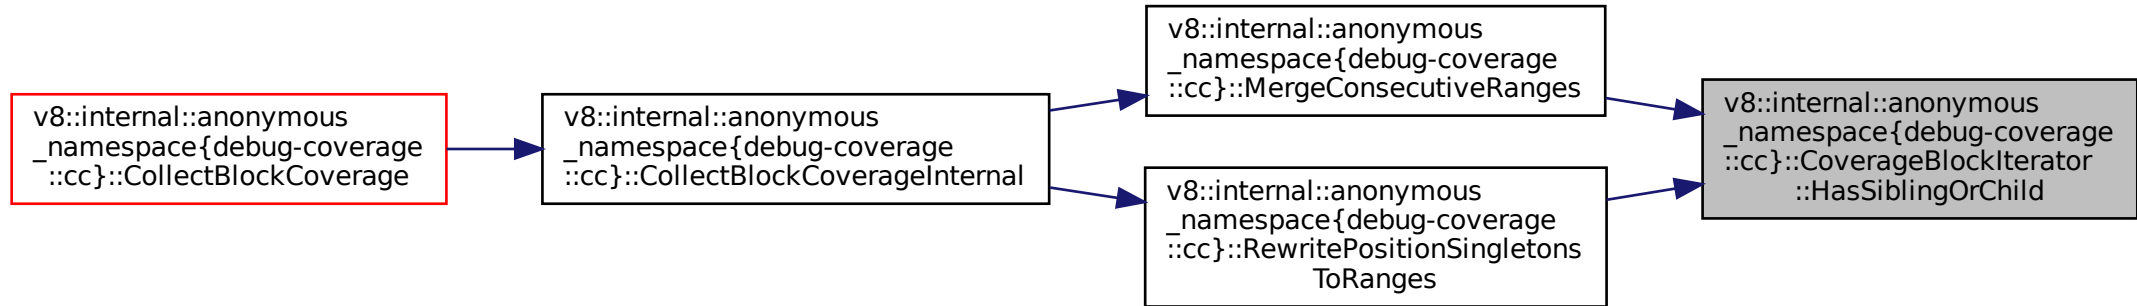 v8::internal::anonymous
_namespace{debug-coverage
::cc}::CollectBlockCoverage
v8::internal::anonymous
_namespace{debug-coverage
::cc}::CollectBlockCoverageInternal
v8::internal::anonymous
_namespace{debug-coverage
::cc}::MergeConsecutiveRanges
v8::internal::anonymous
_namespace{debug-coverage
::cc}::RewritePositionSingletons
ToRanges
v8::internal::anonymous
_namespace{debug-coverage
::cc}::CoverageBlockIterator
::HasSiblingOrChild